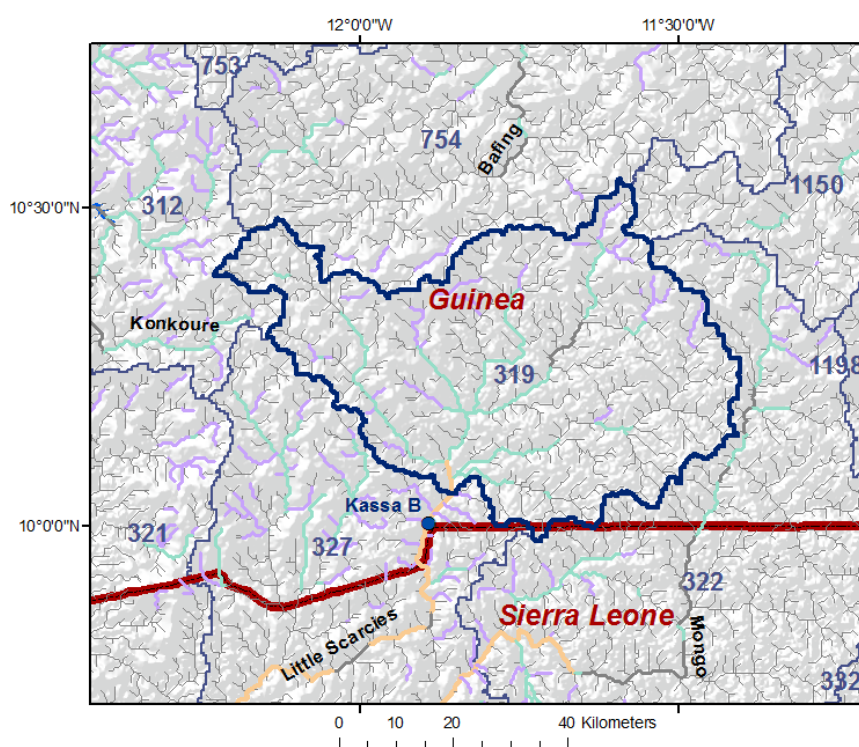 12°0'0"W 11°30'0"W
753
754
Bafing
1150
10°30'0"N
312
Guinea
Konkoure
319
1198
Kassa B
10°0'0"N
321
327
322
Sierra Leone
Little Scarcies
Mongo
332
0 10 20 40 Kilometers